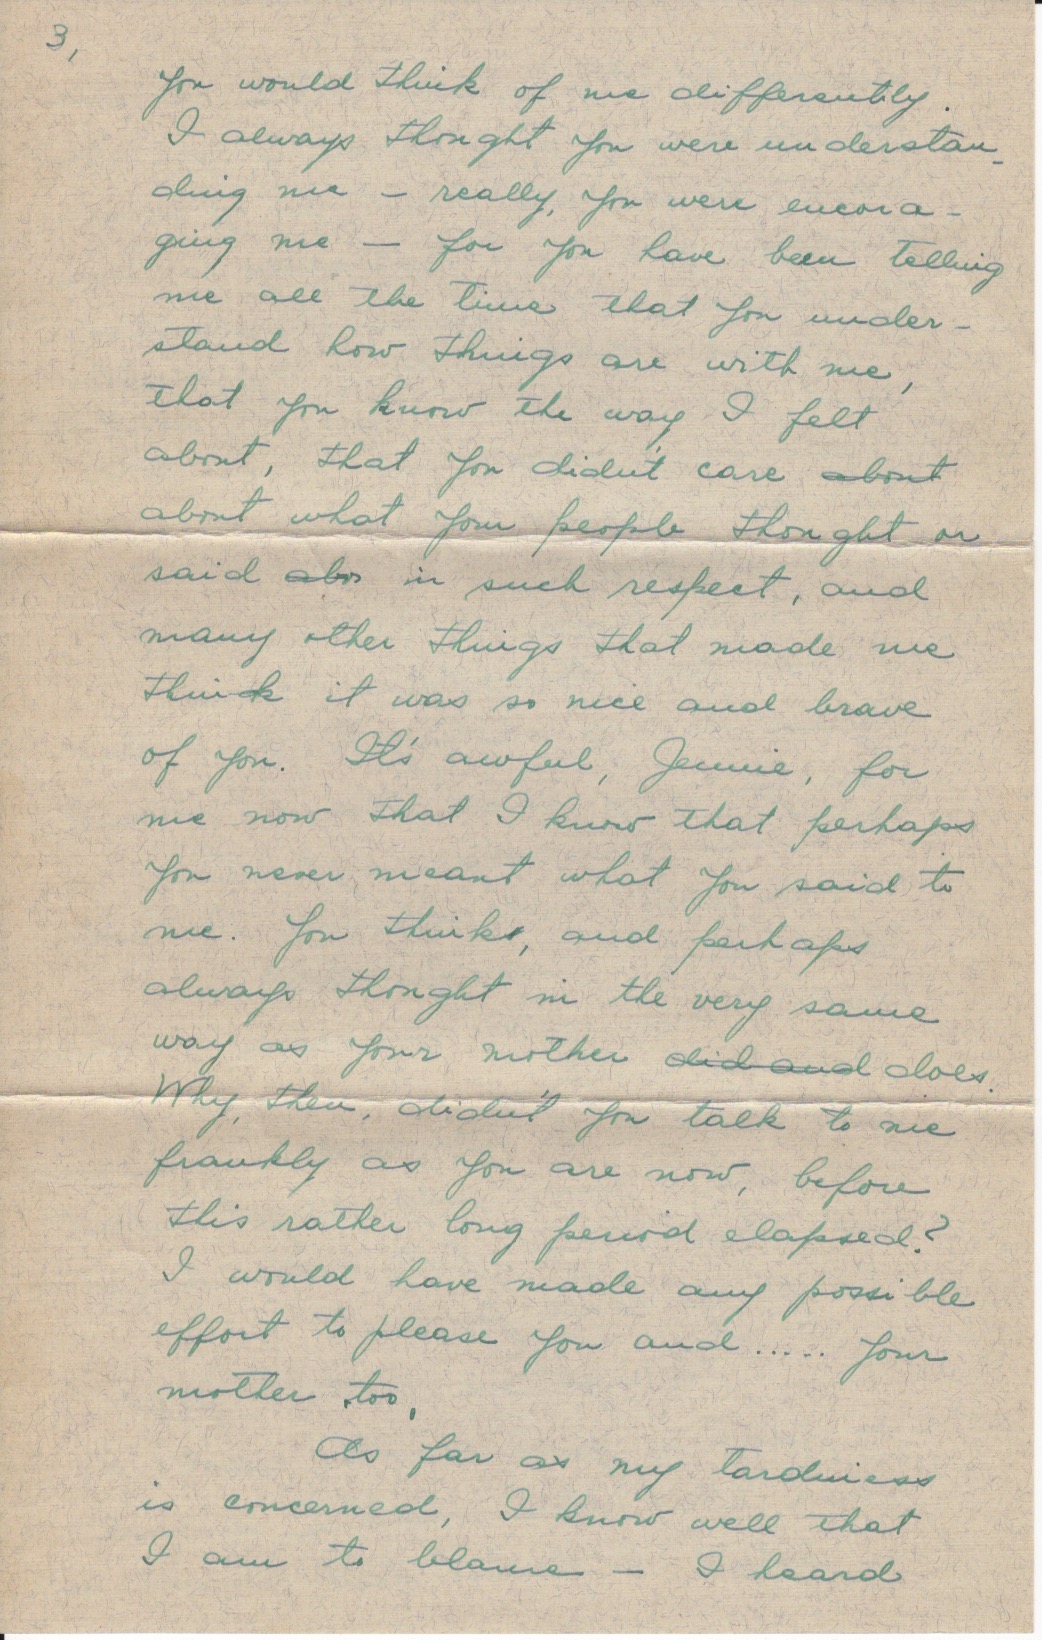 3,
you would think of me differently.
I always thought you were understan-
ding me – really, you were encora-
ging me – for you have been telling
me all the time that you under-
stand how things are with me,
that you know the way I felt
about, that you didn't care about
about what your people thought or
said abo in such respect, and
many other things that made me
think it was so nice and brave
of you. It's awful, Jennie, for
me now that I know that perhaps
you never meant what you said to
me. You think, and perhaps
always thought in the very same
way as your mother did and does.
Why, then, didn't you talk to me
frankly as you are now, before
this rather long period elapsed?
I would have made any possible
effort to please you and ..... your
mother too.
As far as my tardiness
is concerned, I know well that
I am to blame – I heard